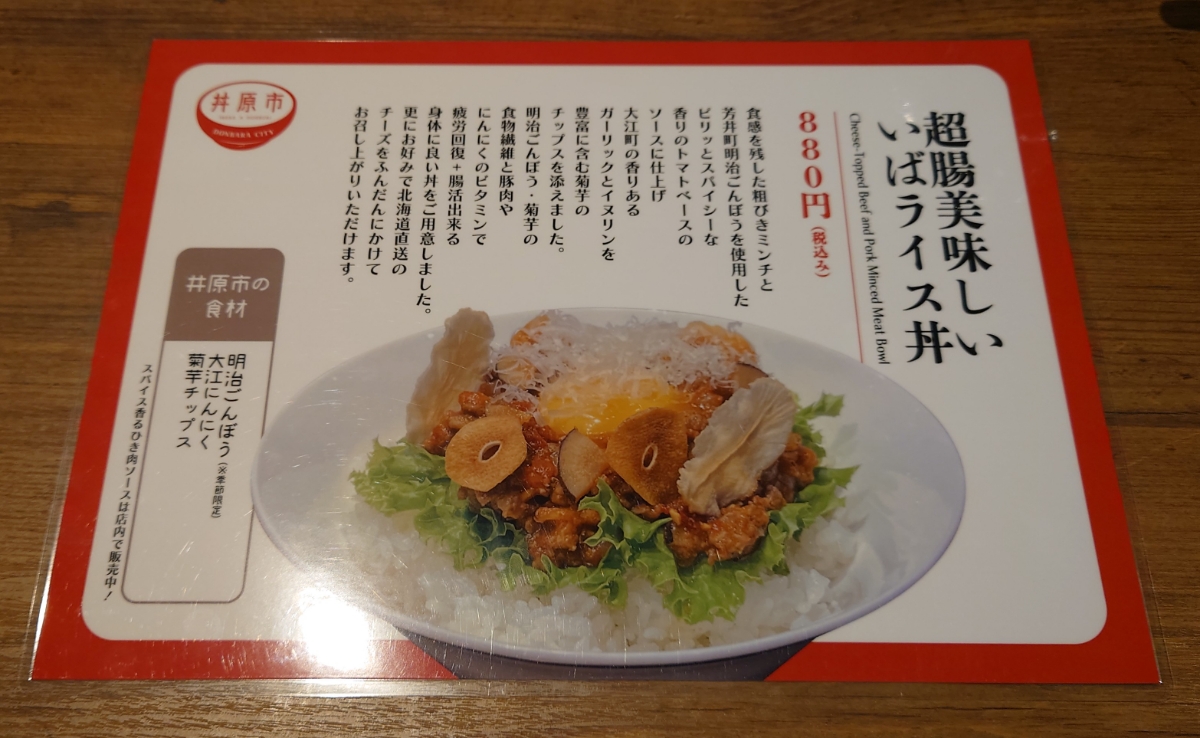 超腸美味しい
いばライス丼
Cheese-Topped Beef and Pork Minced Meat Bowl
880円（税込み）
食感を残した粗びきミンチと
芳井町明治ごんぼうを使用した
ピリッとスパイシーな
香りのトマトベースの
ソースに仕上げ
大江町の香りある
ガーリックとイヌリンを
豊富に含む菊芋の
チップスを添えました。
明治ごんぼう・菊芋の
食物繊維と豚肉や
にんにくのビタミンで
疲労回復+腸活出来る
身体に良い丼をご用意しました。
更にお好みで北海道直送の
チーズをふんだんにかけて
お召し上がりいただけます。
丼原市
DONBARA CITY
井原市の
食材
明治ごんぼう（※季節限定）
大江にんにく
菊芋チップス
スパイス香るひき肉ソースは店内で販売中！